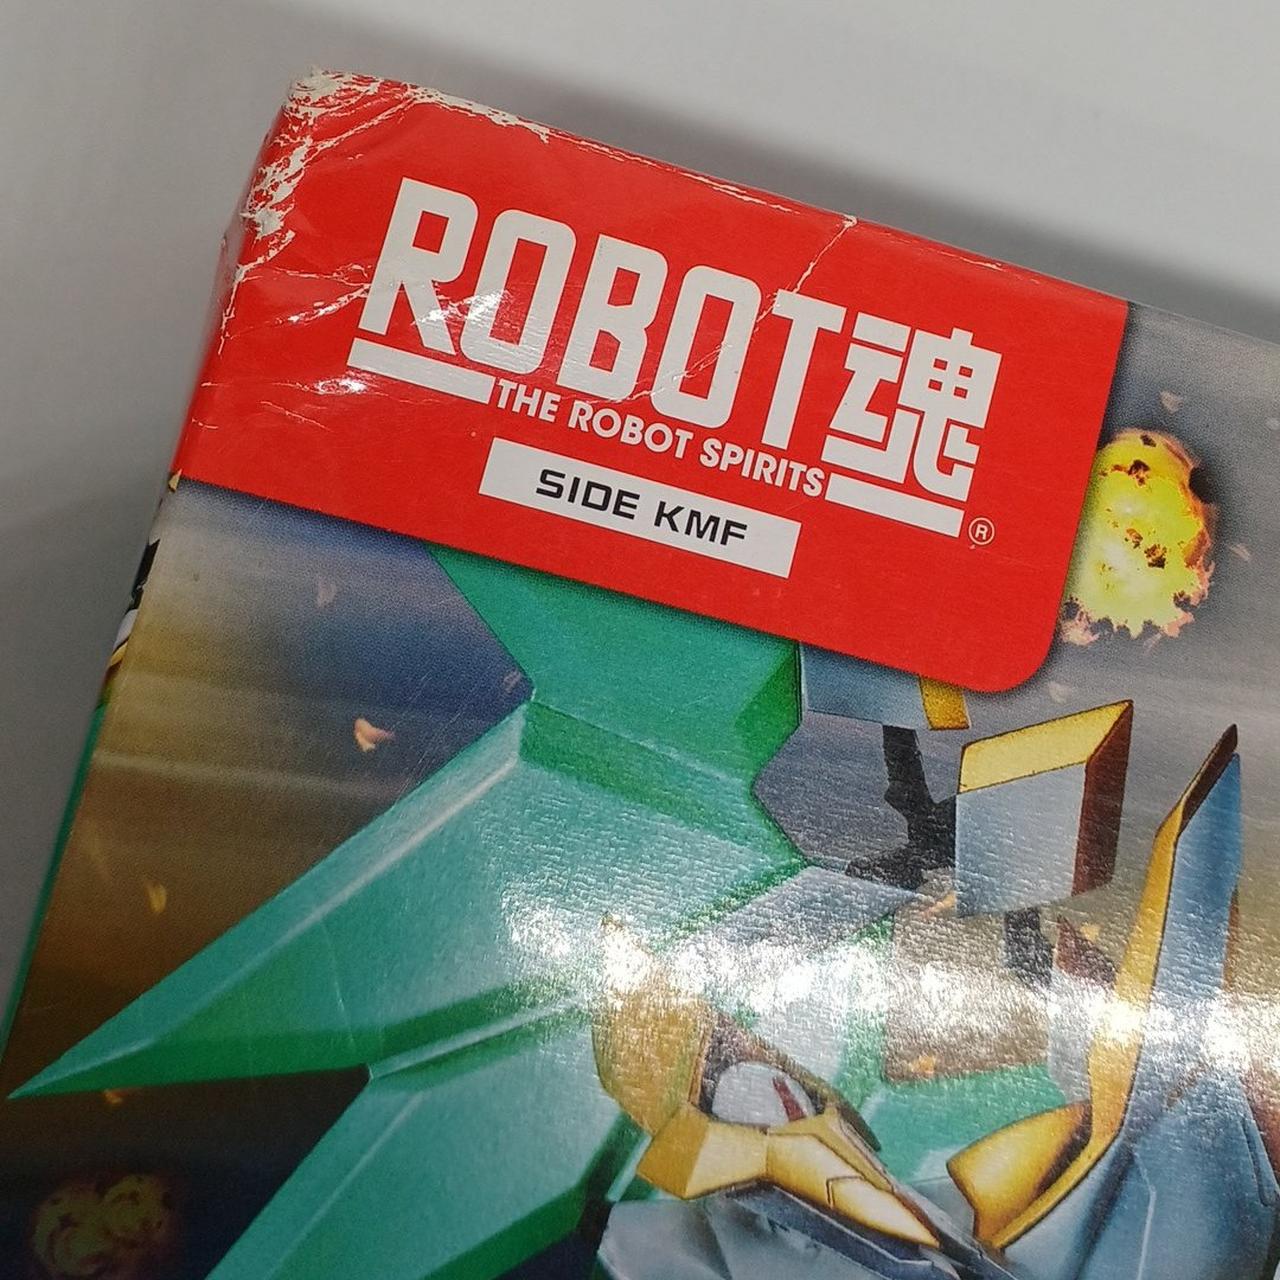 ROBOT魂
THE ROBOT SPIRITS
®
SIDE KMF